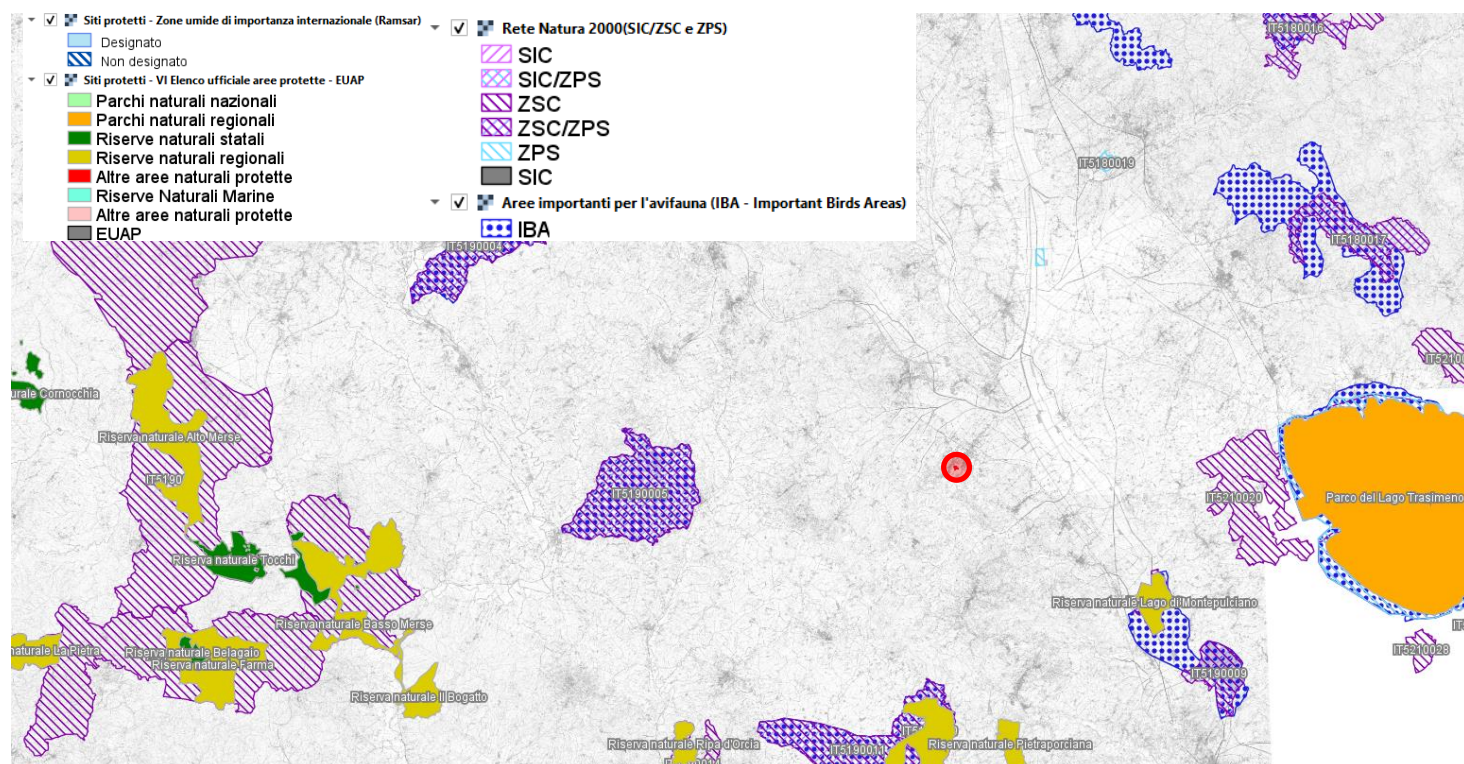 Siti protetti - Zone umide di importanza internazionale (Ramsar)
Designato
Non designato
Siti protetti - VI Elenco ufficiale aree protette - EUAP
Parchi naturali nazionali
Parchi naturali regionali
Riserve naturali statali
Riserve naturali regionali
Altre aree naturali protette
Riserve Naturali Marine
Altre aree naturali protette
EUAP
Rete Natura 2000(SIC/ZSC e ZPS)
SIC
SIC/ZPS
ZSC
ZSC/ZPS
ZPS
SIC
Aree importanti per l'avifauna (IBA - Important Birds Areas)
IBA
IT5180016
IT5180019
IT5180017
IT5190004
IT5210
urale Cornocchia
Riserva naturale Alto Merse
IT5190
IT5190005
IT5210020
Parco del Lago Trasimeno
Riserva naturale Tocchi
Riserva naturale Lago di Montepulciano
Riserva naturale Basso Merse
naturale La Pietra
Riserva naturale Belagaio
Riserva naturale Farma
IT5210028
IT5190009
Riserva naturale Il Bogatto
Riserva naturale Ripa d'Orcia
IT5190011
Riserva naturale Pietraporciana